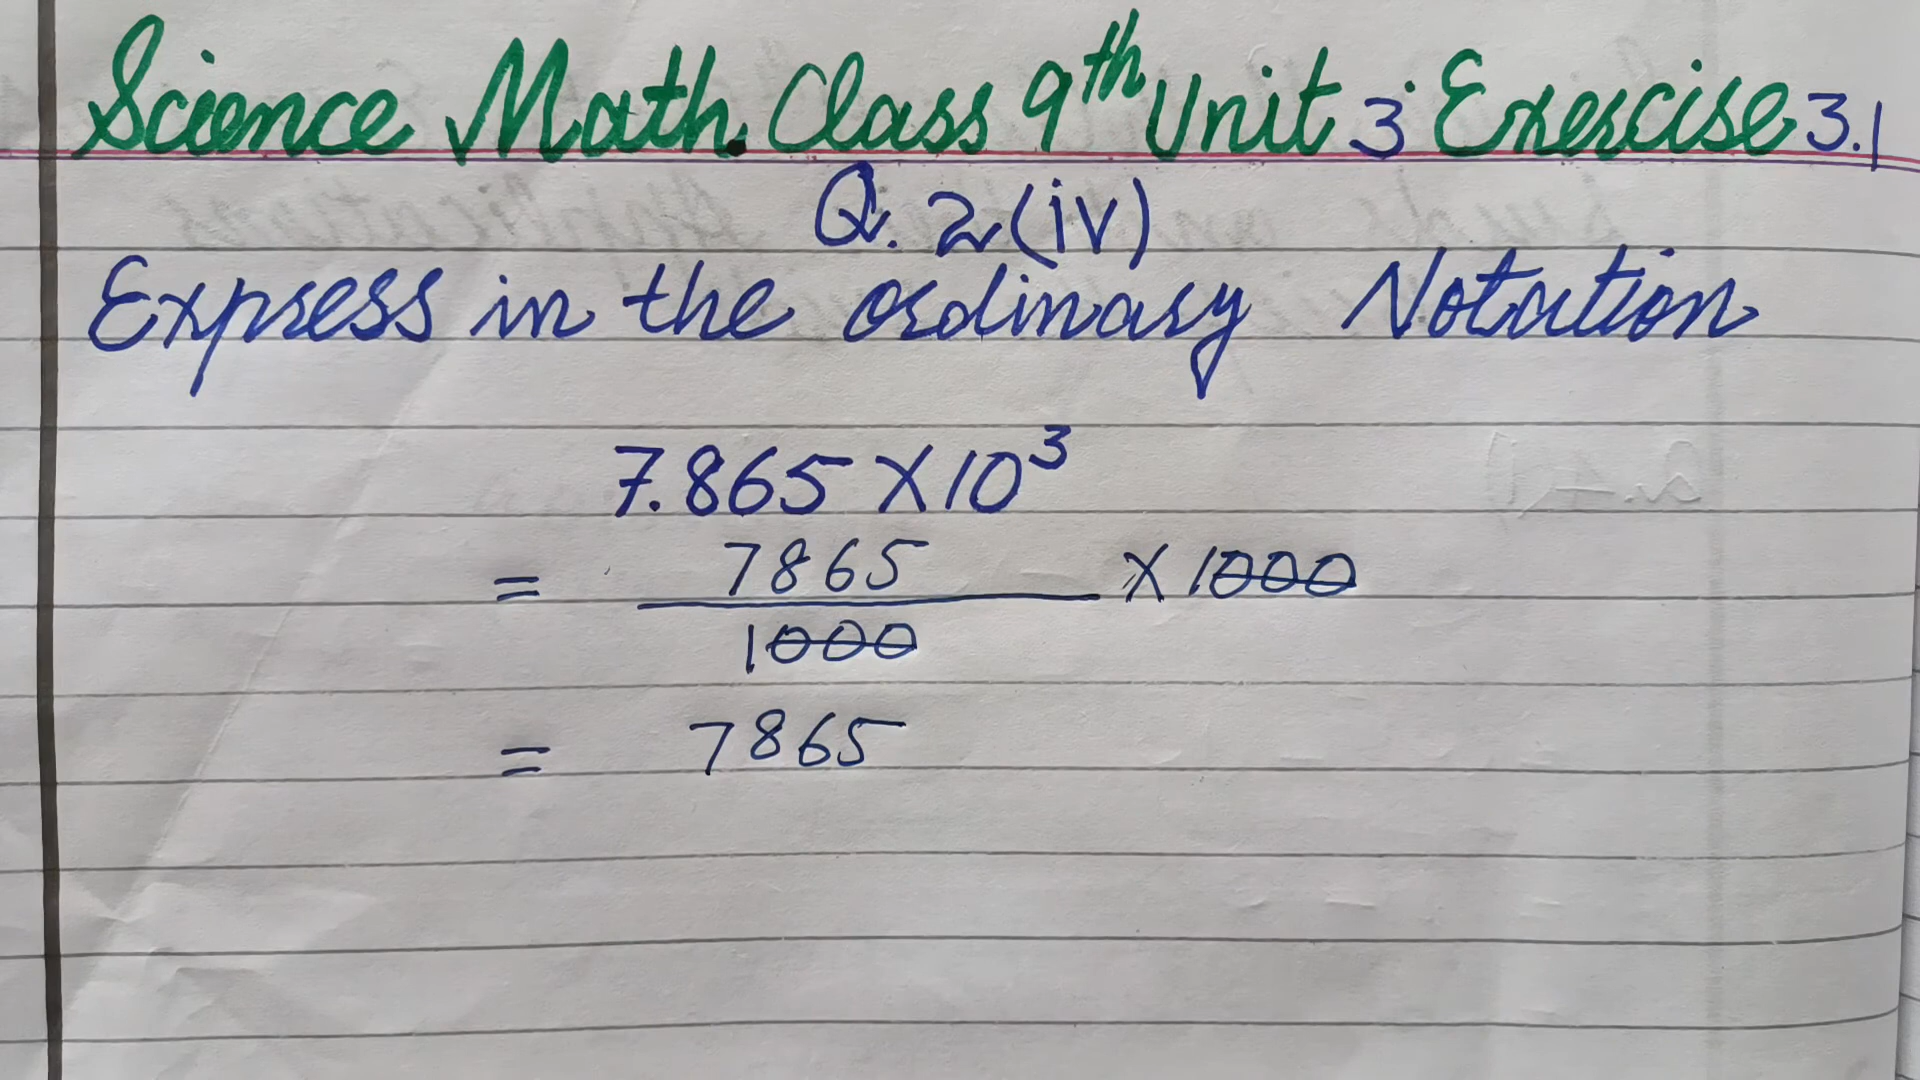 Science Math. Class 9th Unit 3 Exercise 3.1
Q. 2(iv)
Express in the ordinary Notation
7.865 × 10³
= 7865 / 1000 × 1000
= 7865